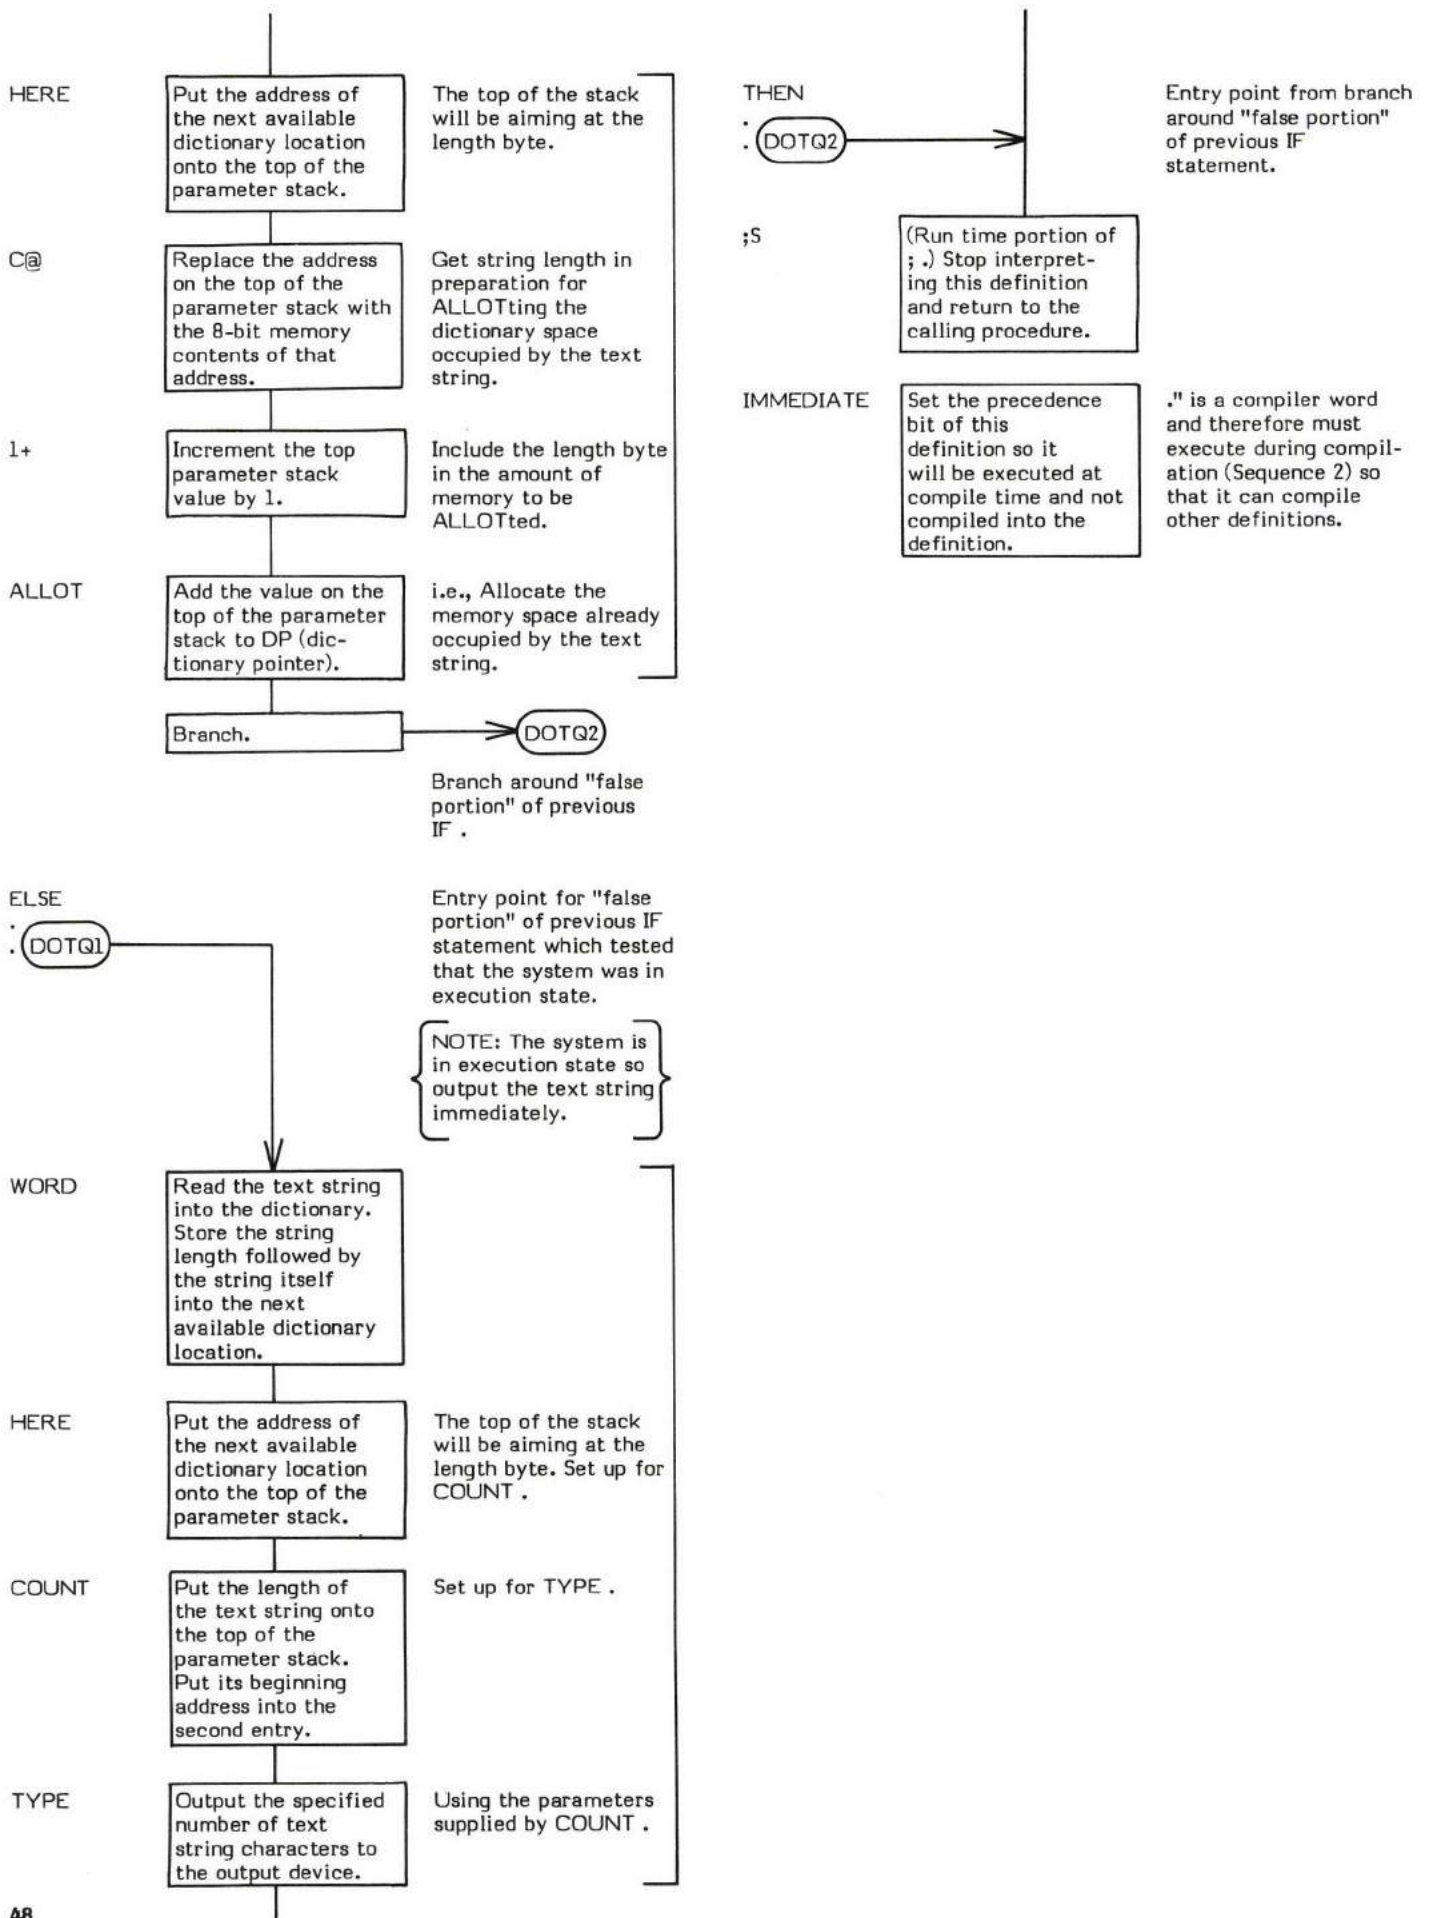 HERE
Put the address of
the next available
dictionary location
onto the top of the
parameter stack.
The top of the stack
will be aiming at the
length byte.
C@
Replace the address
on the top of the
parameter stack with
the 8-bit memory
contents of that
address.
Get string length in
preparation for
ALLOTting the
dictionary space
occupied by the text
string.
1+
Increment the top
parameter stack
value by 1.
Include the length byte
in the amount of
memory to be
ALLOTted.
ALLOT
Add the value on the
top of the parameter
stack to DP (dic-
tionary pointer).
i.e., Allocate the
memory space already
occupied by the text
string.
Branch.
DOTQ2
Branch around "false
portion" of previous
IF .
ELSE
:
DOTQ1
Entry point for "false
portion" of previous IF
statement which tested
that the system was in
execution state.
NOTE: The system is
in execution state so
output the text string
immediately.
WORD
Read the text string
into the dictionary.
Store the string
length followed by
the string itself
into the next
available dictionary
location.
HERE
Put the address of
the next available
dictionary location
onto the top of the
parameter stack.
The top of the stack
will be aiming at the
length byte. Set up for
COUNT .
COUNT
Put the length of
the text string onto
the top of the
parameter stack.
Put its beginning
address into the
second entry.
Set up for TYPE .
TYPE
Output the specified
number of text
string characters to
the output device.
Using the parameters
supplied by COUNT .
48
THEN
:
DOTQ2
Entry point from branch
around "false portion"
of previous IF
statement.
;S
(Run time portion of
; .) Stop interpret-
ing this definition
and return to the
calling procedure.
IMMEDIATE
Set the precedence
bit of this
definition so it
will be executed at
compile time and not
compiled into the
definition.
." is a compiler word
and therefore must
execute during compil-
ation (Sequence 2) so
that it can compile
other definitions.